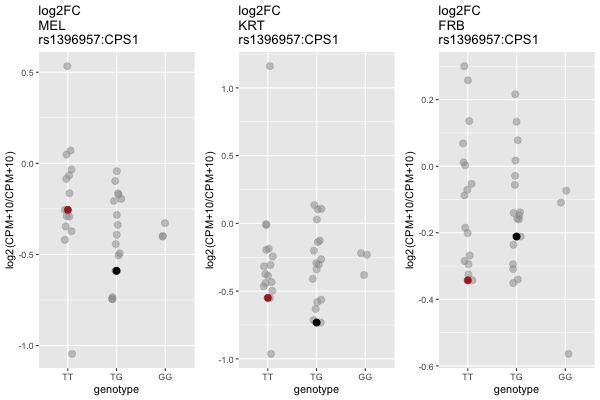 log2FC
MEL
rs1396957:CPS1
log2(CPM+10/CPM+10)
0.5
0.0
-0.5
-1.0
TT TG GG
genotype
log2FC
KRT
rs1396957:CPS1
log2(CPM+10/CPM+10)
1.0
0.5
0.0
-0.5
-1.0
TT TG GG
genotype
log2FC
FRB
rs1396957:CPS1
log2(CPM+10/CPM+10)
0.2
0.0
-0.2
-0.4
-0.6
TT TG GG
genotype